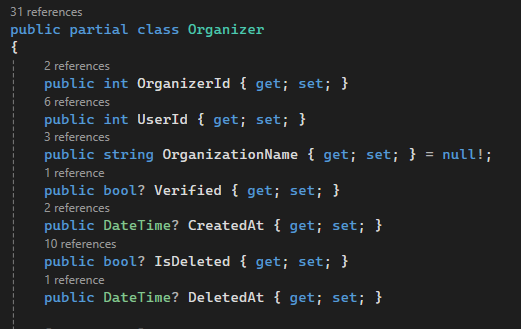 31 references
public partial class Organizer
{
2 references
public int OrganizerId { get; set; }
6 references
public int UserId { get; set; }
3 references
public string OrganizationName { get; set; } = null!;
1 reference
public bool? Verified { get; set; }
2 references
public DateTime? CreatedAt { get; set; }
10 references
public bool? IsDeleted { get; set; }
1 reference
public DateTime? DeletedAt { get; set; }